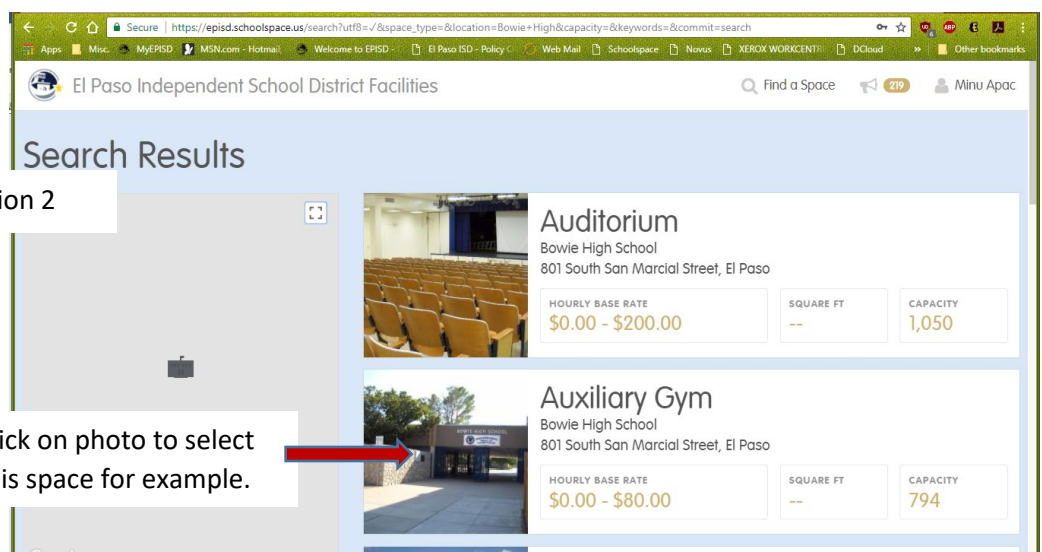 Secure | https://episd.schoolspace.us/search?utf8=✓&space_type=&location=Bowie+High&capacity=&keywords=&commit=search
Apps Misc. MyEPISD MSN.com - Hotmail, Welcome to EPISD - El Paso ISD - Policy O Web Mail Schoolspace Novus XEROX WORKCENTR DCloud » Other bookmarks
El Paso Independent School District Facilities Find a Space 219 Minu Apac
Search Results
ion 2
Auditorium
Bowie High School
801 South San Marcial Street, El Paso
HOURLY BASE RATE SQUARE FT CAPACITY
$0.00 - $200.00 -- 1,050
ick on photo to select
is space for example.
BOWIE HIGH SCHOOL
Auxiliary Gym
Bowie High School
801 South San Marcial Street, El Paso
HOURLY BASE RATE SQUARE FT CAPACITY
$0.00 - $80.00 -- 794